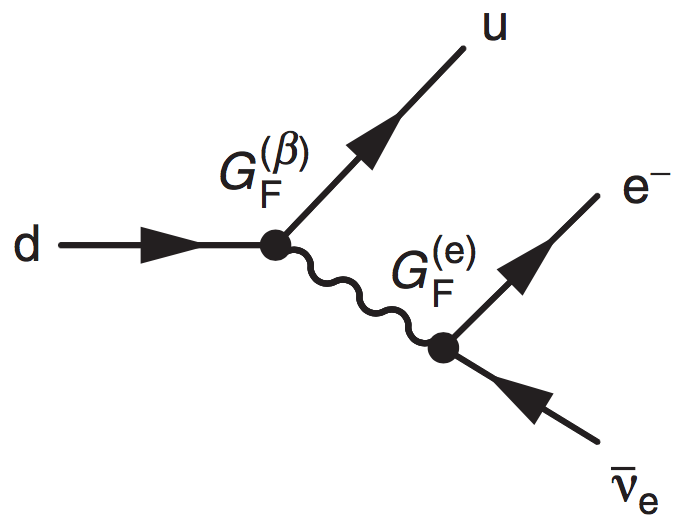 u
G_F^(β)
e⁻
d
G_F^(e)
ν̄_e